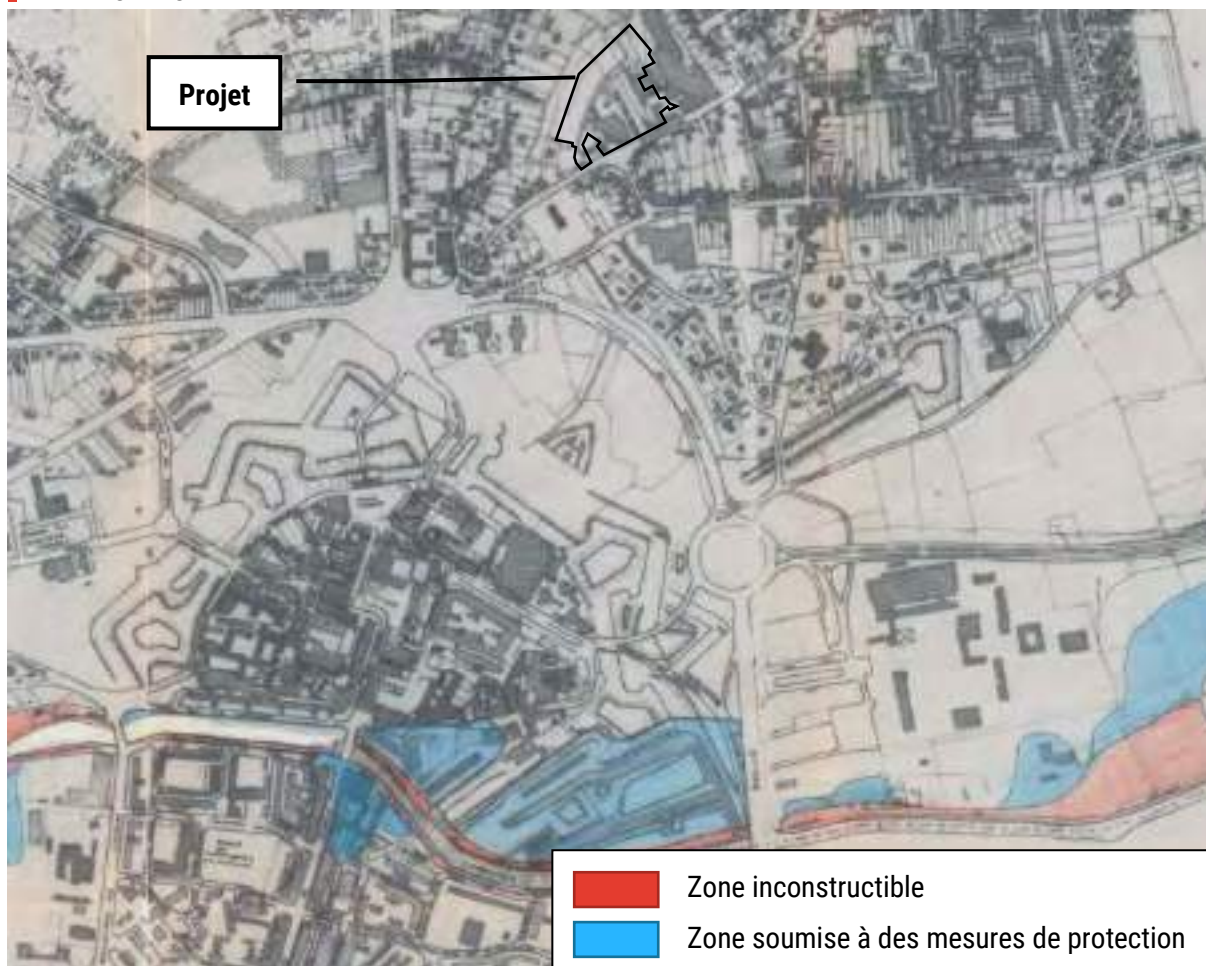 Projet
Zone inconstructible
Zone soumise à des mesures de protection